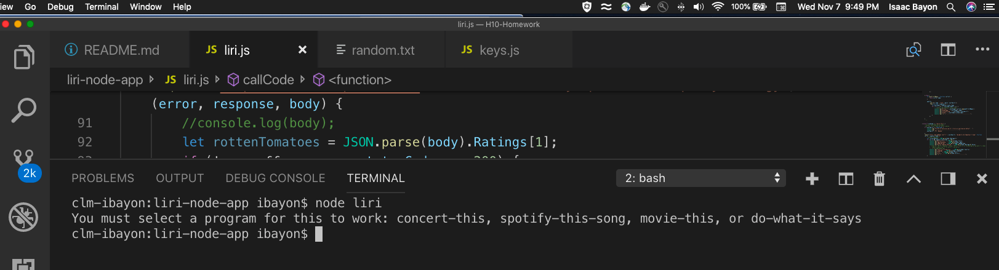 iew Go Debug Terminal Window Help 100% Wed Nov 7 9:49 PM Isaac Bayon
liri.js — H10-Homework
README.md JS liri.js random.txt JS keys.js
liri-node-app JS liri.js callCode <function>
(error, response, body) {
91 //console.log(body);
92 let rottenTomatoes = JSON.parse(body).Ratings[1];
2k
PROBLEMS OUTPUT DEBUG CONSOLE TERMINAL 2: bash
clm-ibayon:liri-node-app ibayon$ node liri
You must select a program for this to work: concert-this, spotify-this-song, movie-this, or do-what-it-says
clm-ibayon:liri-node-app ibayon$